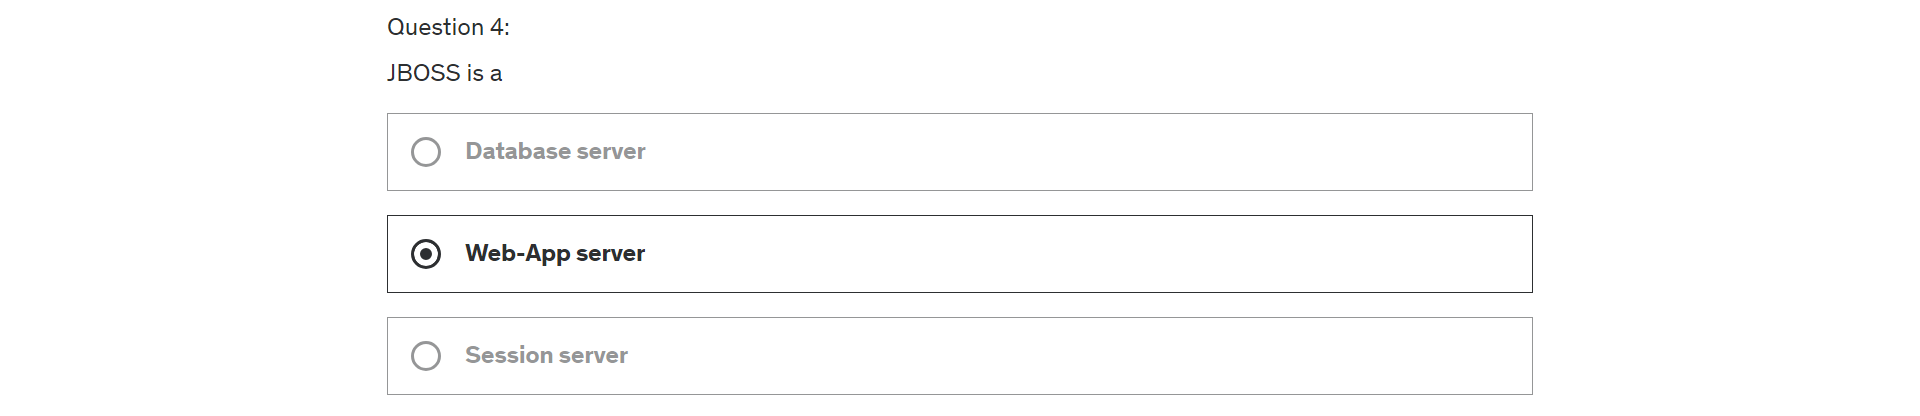 Question 4:
JBOSS is a
Database server
Web-App server
Session server